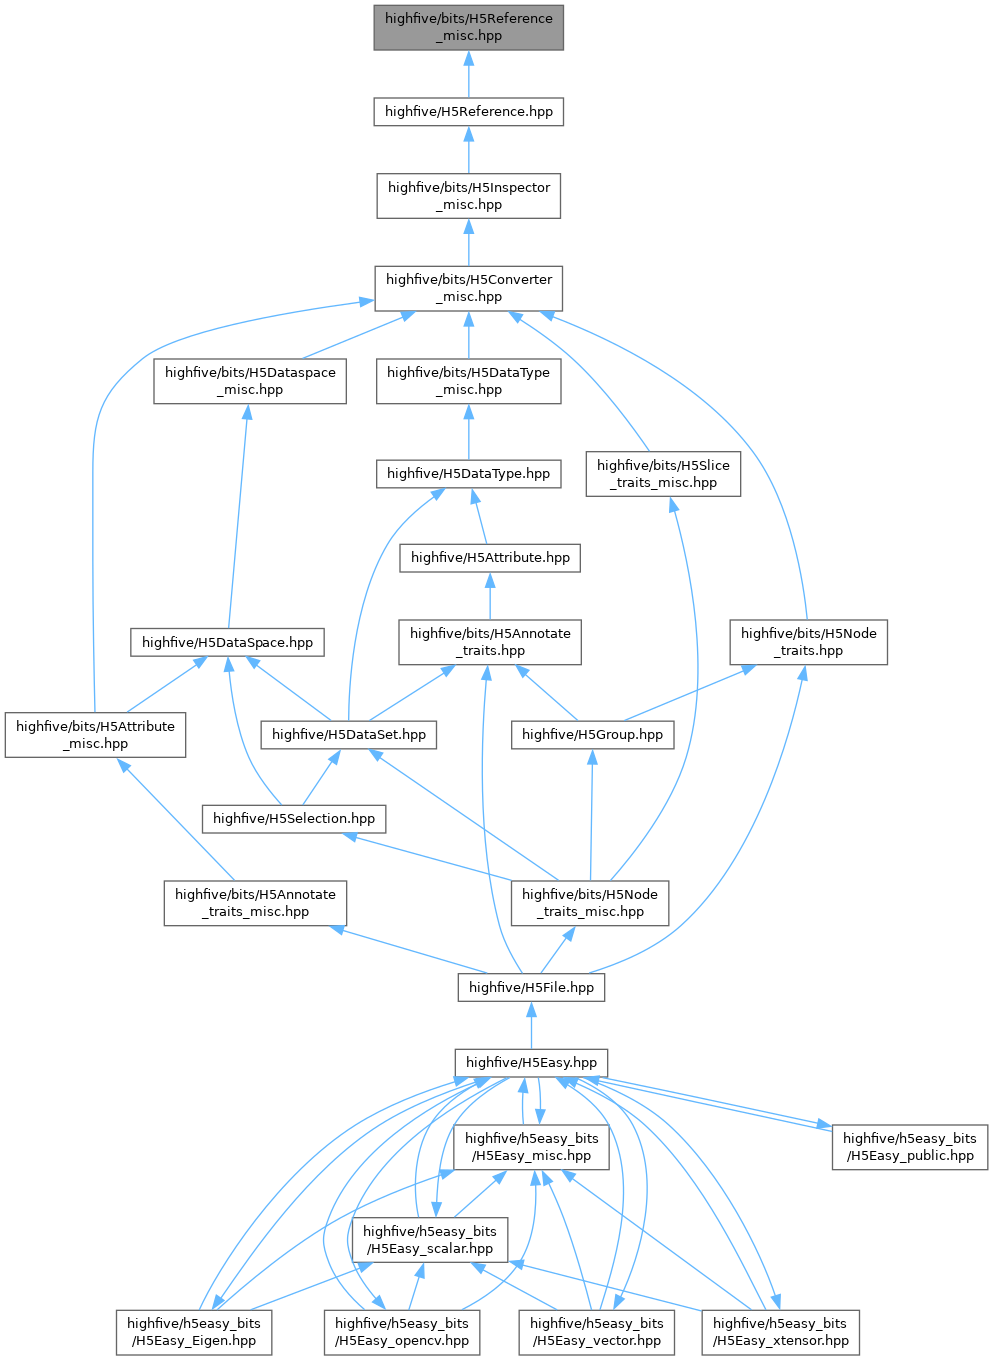 highfive/bits/H5Reference
_misc.hpp
highfive/H5Reference.hpp
highfive/bits/H5Inspector
_misc.hpp
highfive/bits/H5Converter
_misc.hpp
highfive/bits/H5Dataspace
_misc.hpp
highfive/bits/H5DataType
_misc.hpp
highfive/bits/H5Slice
_traits_misc.hpp
highfive/H5DataType.hpp
highfive/H5Attribute.hpp
highfive/H5DataSpace.hpp
highfive/bits/H5Annotate
_traits.hpp
highfive/bits/H5Node
_traits.hpp
highfive/bits/H5Attribute
_misc.hpp
highfive/H5DataSet.hpp
highfive/H5Group.hpp
highfive/H5Selection.hpp
highfive/bits/H5Annotate
_traits_misc.hpp
highfive/bits/H5Node
_traits_misc.hpp
highfive/H5File.hpp
highfive/H5Easy.hpp
highfive/h5easy_bits
/H5Easy_misc.hpp
highfive/h5easy_bits
/H5Easy_public.hpp
highfive/h5easy_bits
/H5Easy_scalar.hpp
highfive/h5easy_bits
/H5Easy_Eigen.hpp
highfive/h5easy_bits
/H5Easy_opencv.hpp
highfive/h5easy_bits
/H5Easy_vector.hpp
highfive/h5easy_bits
/H5Easy_xtensor.hpp